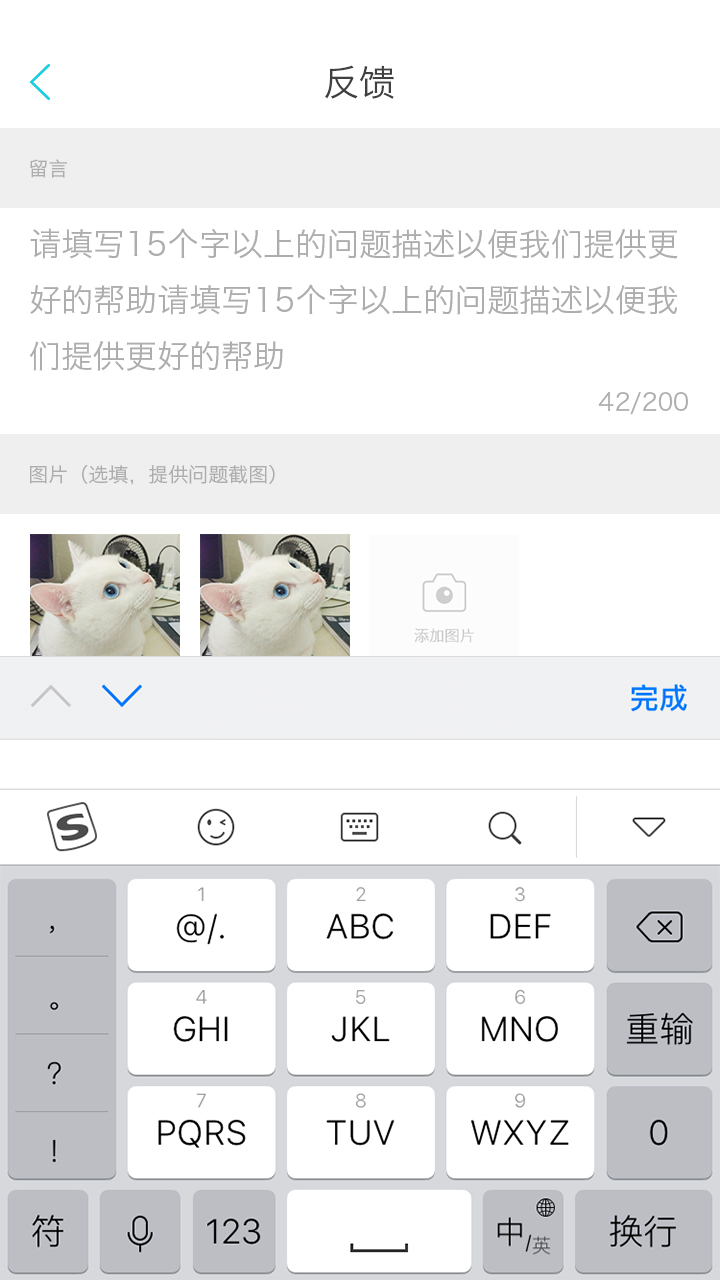 反馈
留言
请填写15个字以上的问题描述以便我们提供更
好的帮助请填写15个字以上的问题描述以便我
们提供更好的帮助
42/200
图片（选填，提供问题截图）
添加图片
完成
S
，
1
@/.
2
ABC
3
DEF
。
4
GHI
5
JKL
6
MNO
重输
?
7
PQRS
8
TUV
9
WXYZ
0
!
符
123
中/英
换行